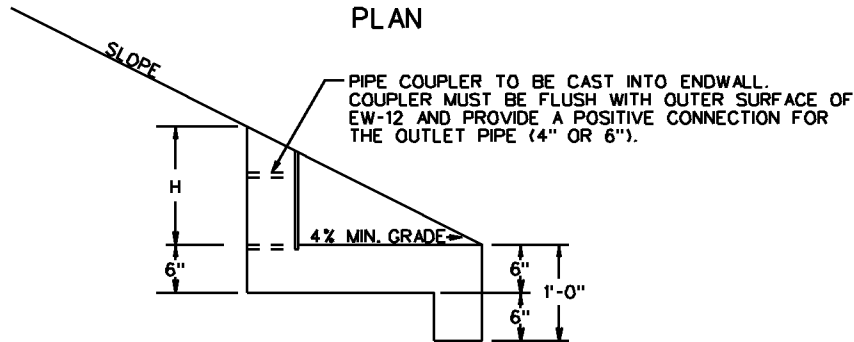 PLAN
SLOPE
PIPE COUPLER TO BE CAST INTO ENDWALL.
COUPLER MUST BE FLUSH WITH OUTER SURFACE OF
EW-12 AND PROVIDE A POSITIVE CONNECTION FOR
THE OUTLET PIPE (4" OR 6").
H
4% MIN. GRADE
6"
6"
1'-0"
6"